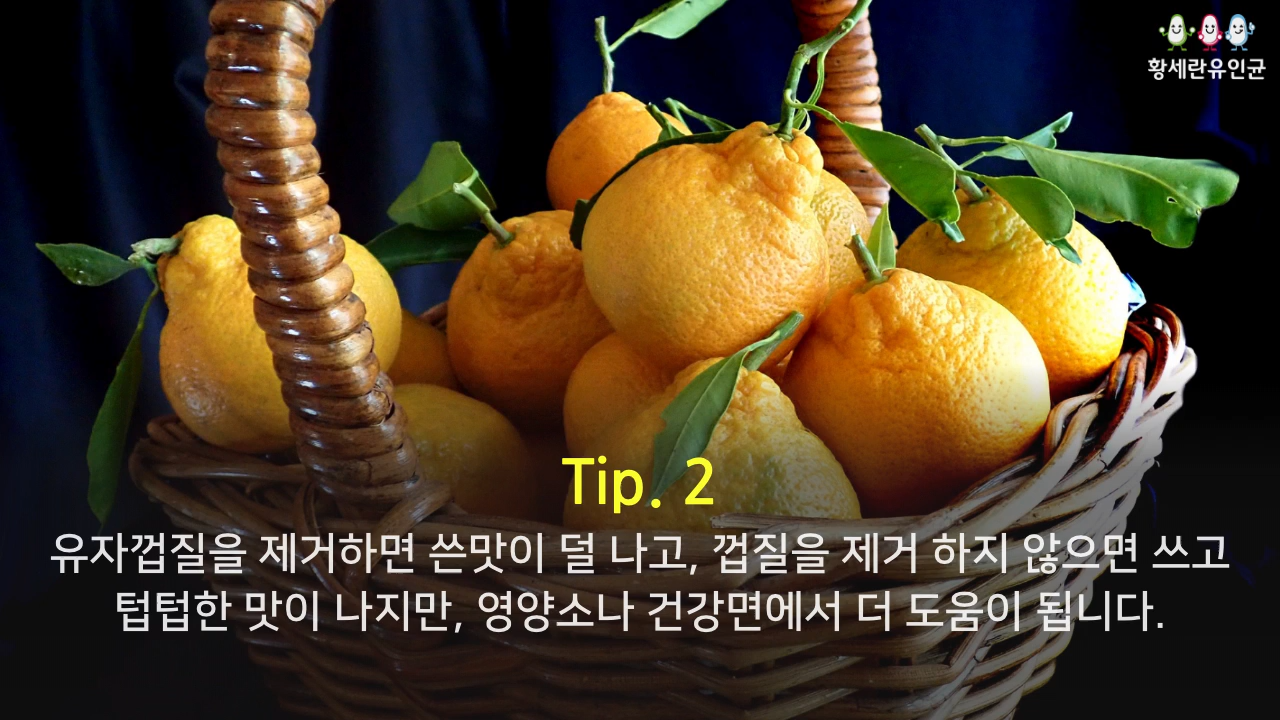 황세란유인균
Tip. 2
유자껍질을 제거하면 쓴맛이 덜 나고, 껍질을 제거 하지 않으면 쓰고
텁텁한 맛이 나지만, 영양소나 건강면에서 더 도움이 됩니다.